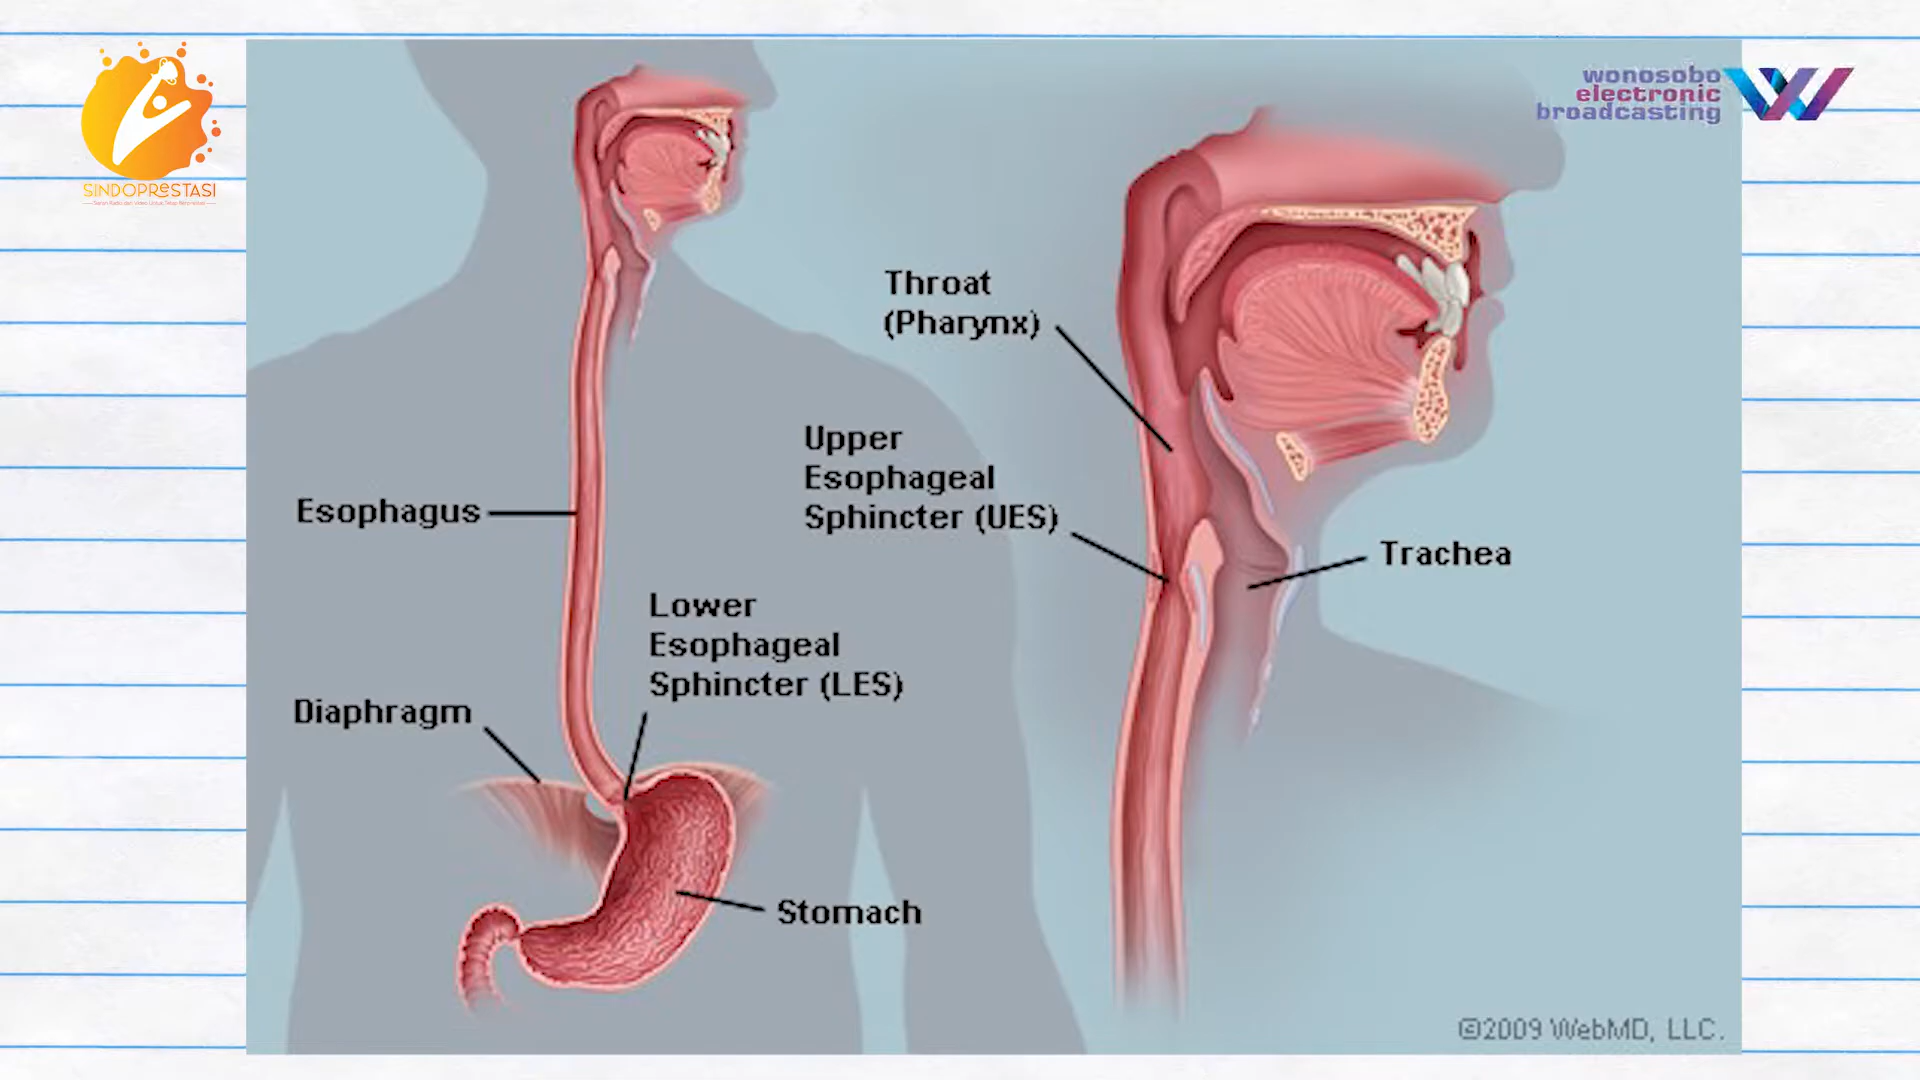 SINDOPRESTASI
wonosobo
electronic
broadcasting
Throat
(Pharynx)
Upper
Esophageal
Sphincter (UES)
Esophagus
Trachea
Lower
Esophageal
Sphincter (LES)
Diaphragm
Stomach
©2009 WebMD, LLC.